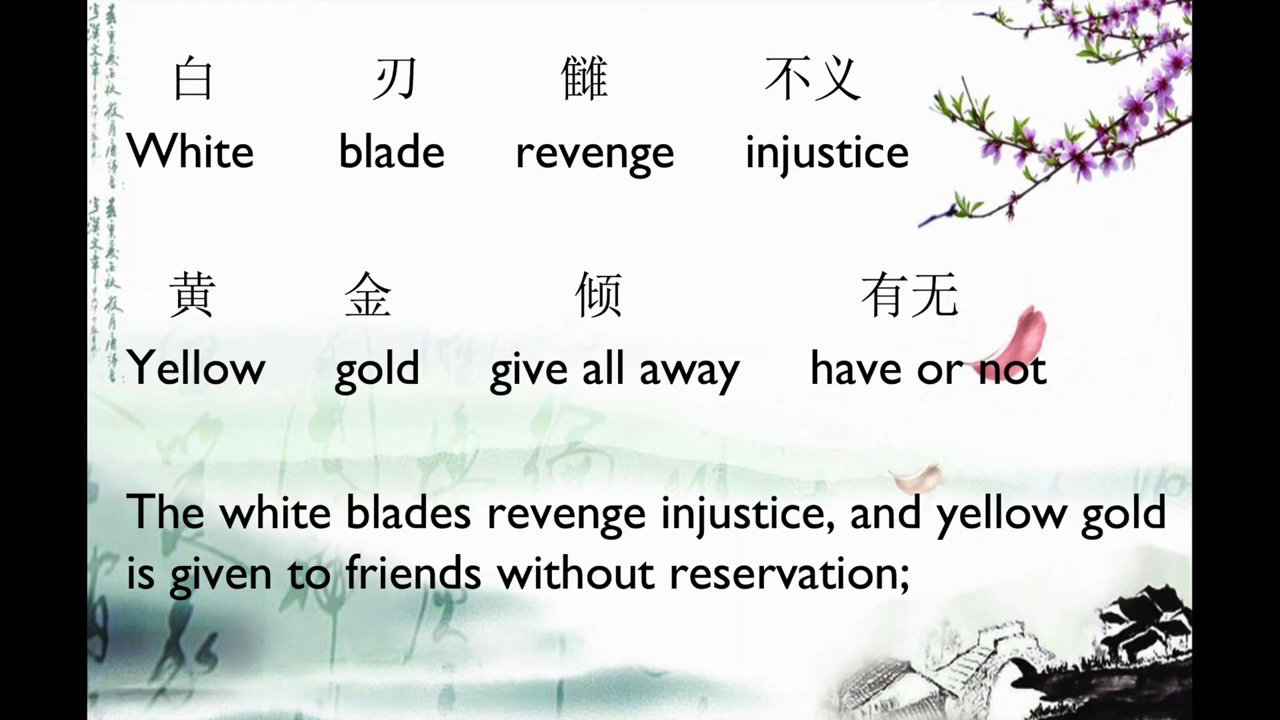 白 刃 雠 不义
White blade revenge injustice
黄 金 倾 有无
Yellow gold give all away have or not
The white blades revenge injustice, and yellow gold
is given to friends without reservation;